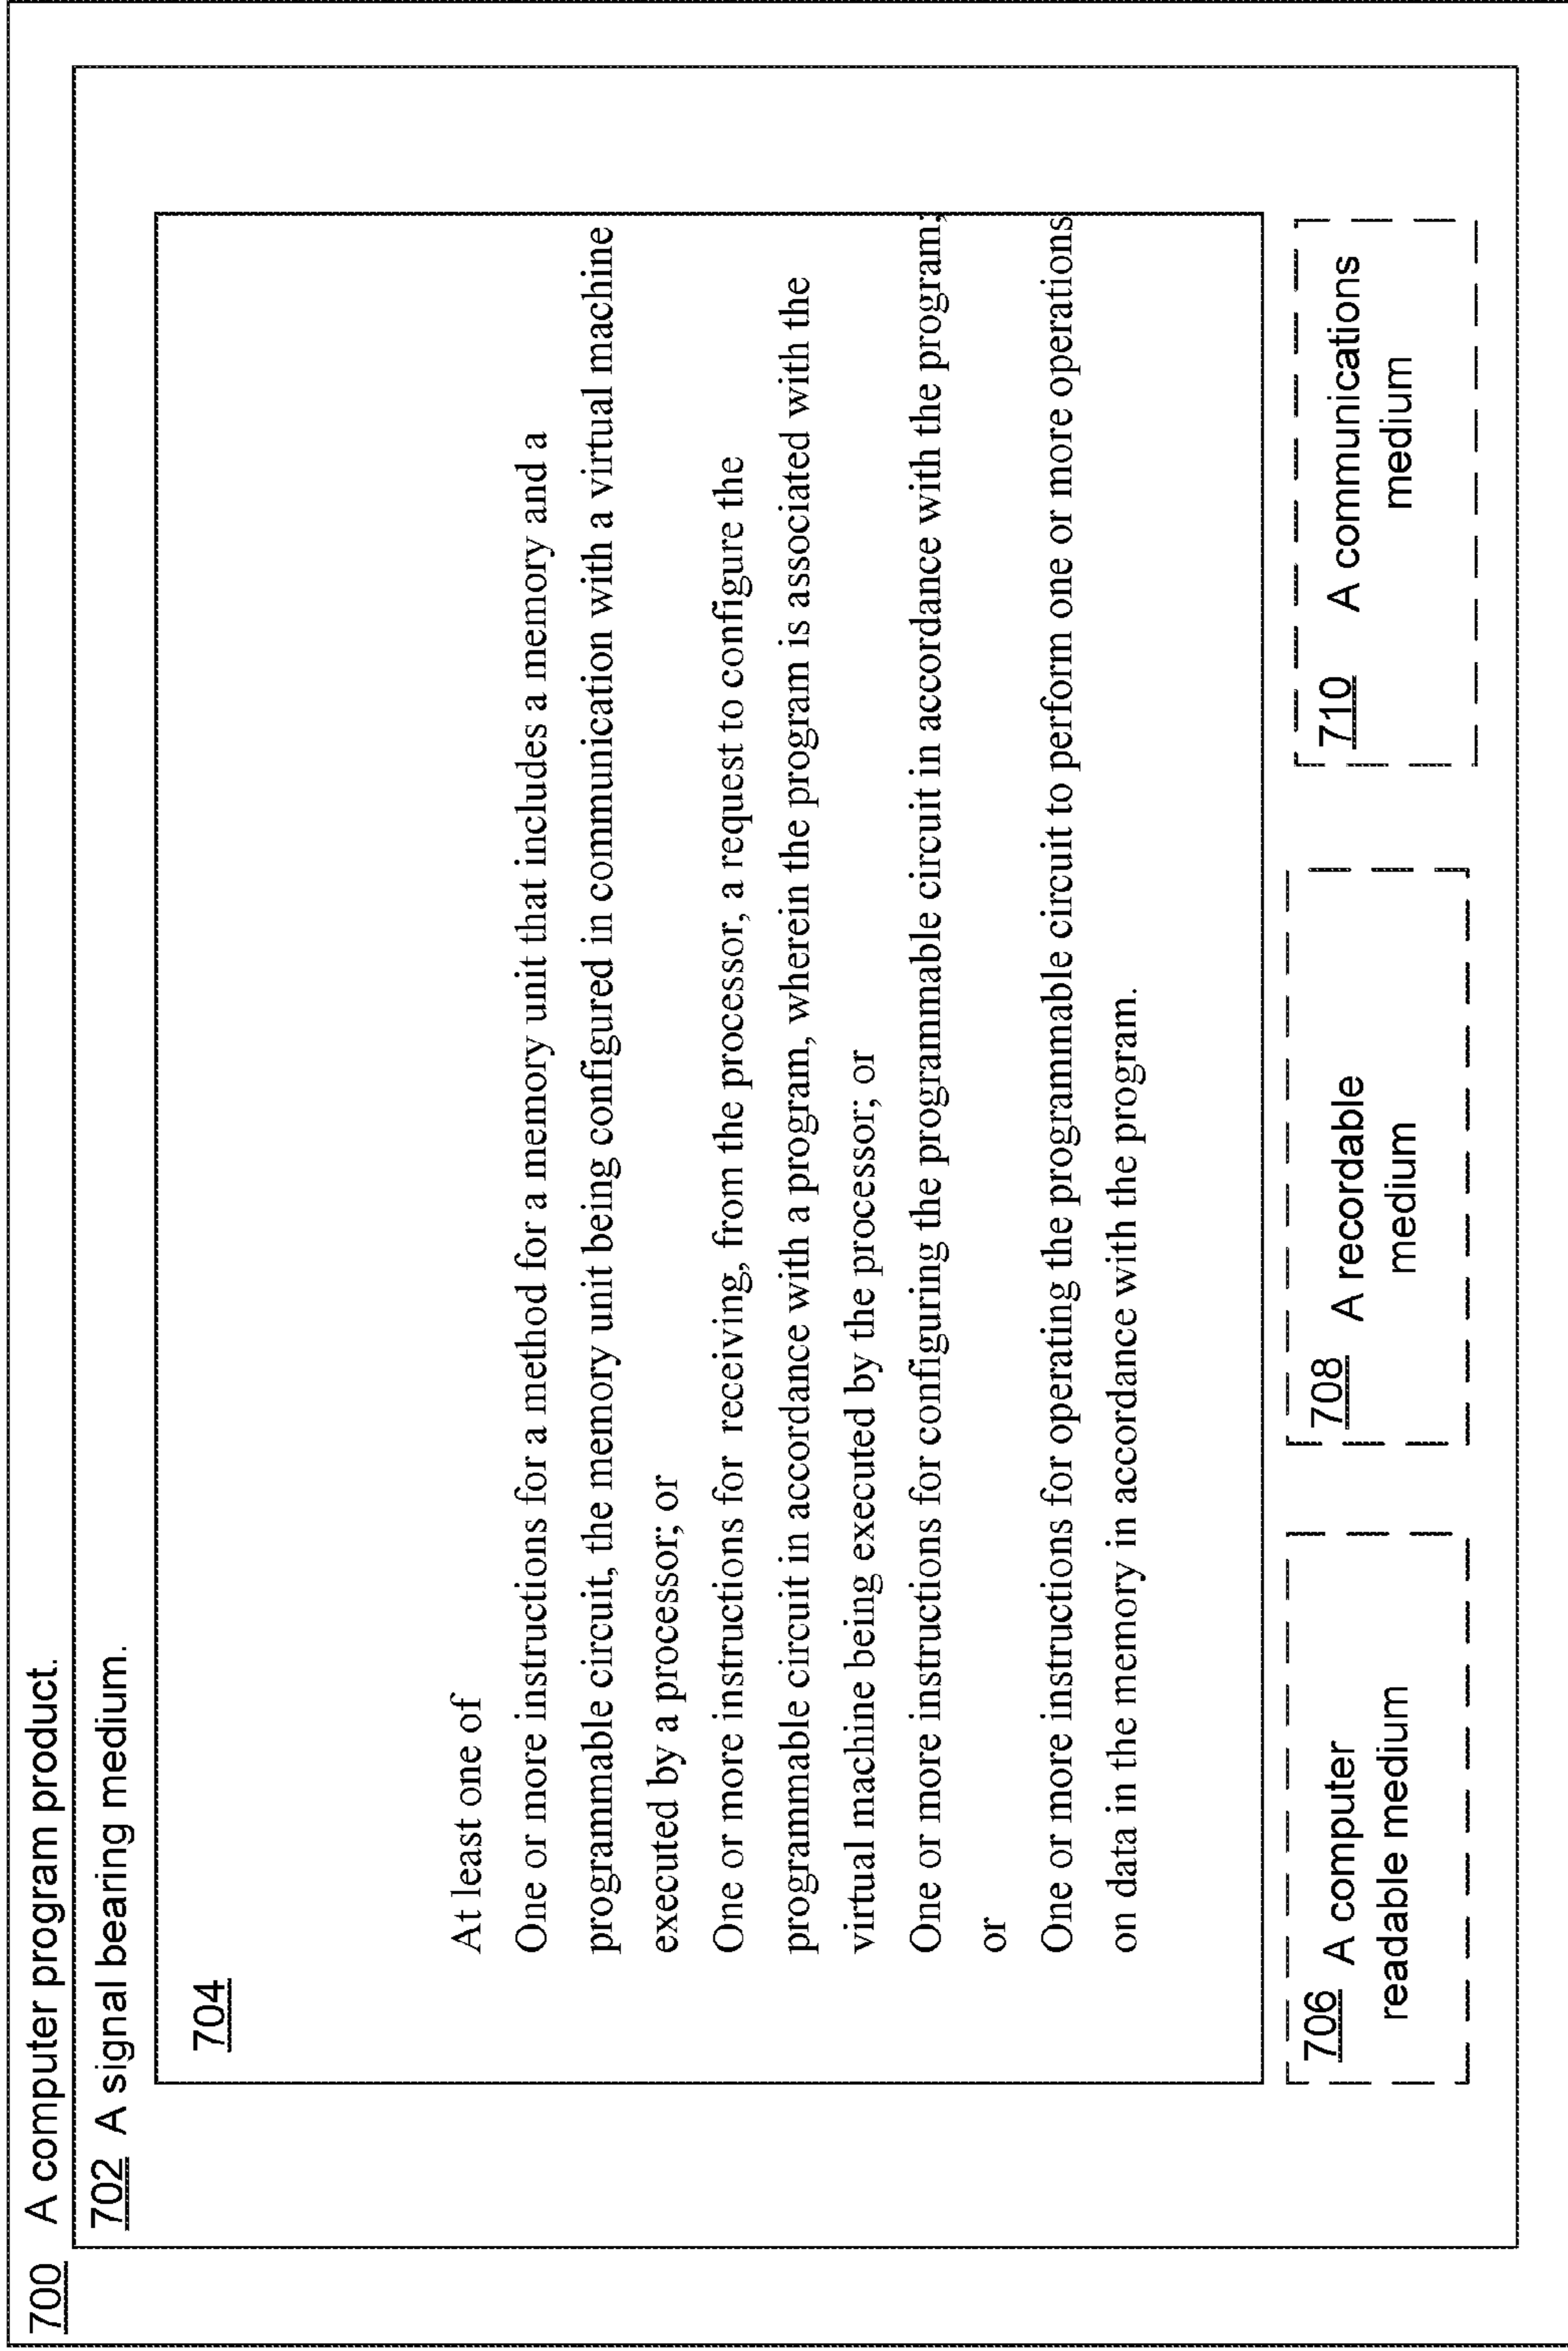 700 A computer program product.
702 A signal bearing medium.
704
At least one of
One or more instructions for a method for a memory unit that includes a memory and a
programmable circuit, the memory unit being configured in communication with a virtual machine
executed by a processor; or
One or more instructions for receiving, from the processor, a request to configure the
programmable circuit in accordance with a program, wherein the program is associated with the
virtual machine being executed by the processor; or
One or more instructions for configuring the programmable circuit in accordance with the program;
or
One or more instructions for operating the programmable circuit to perform one or more operations
on data in the memory in accordance with the program.
706 A computer
readable medium
708 A recordable
medium
710 A communications
medium